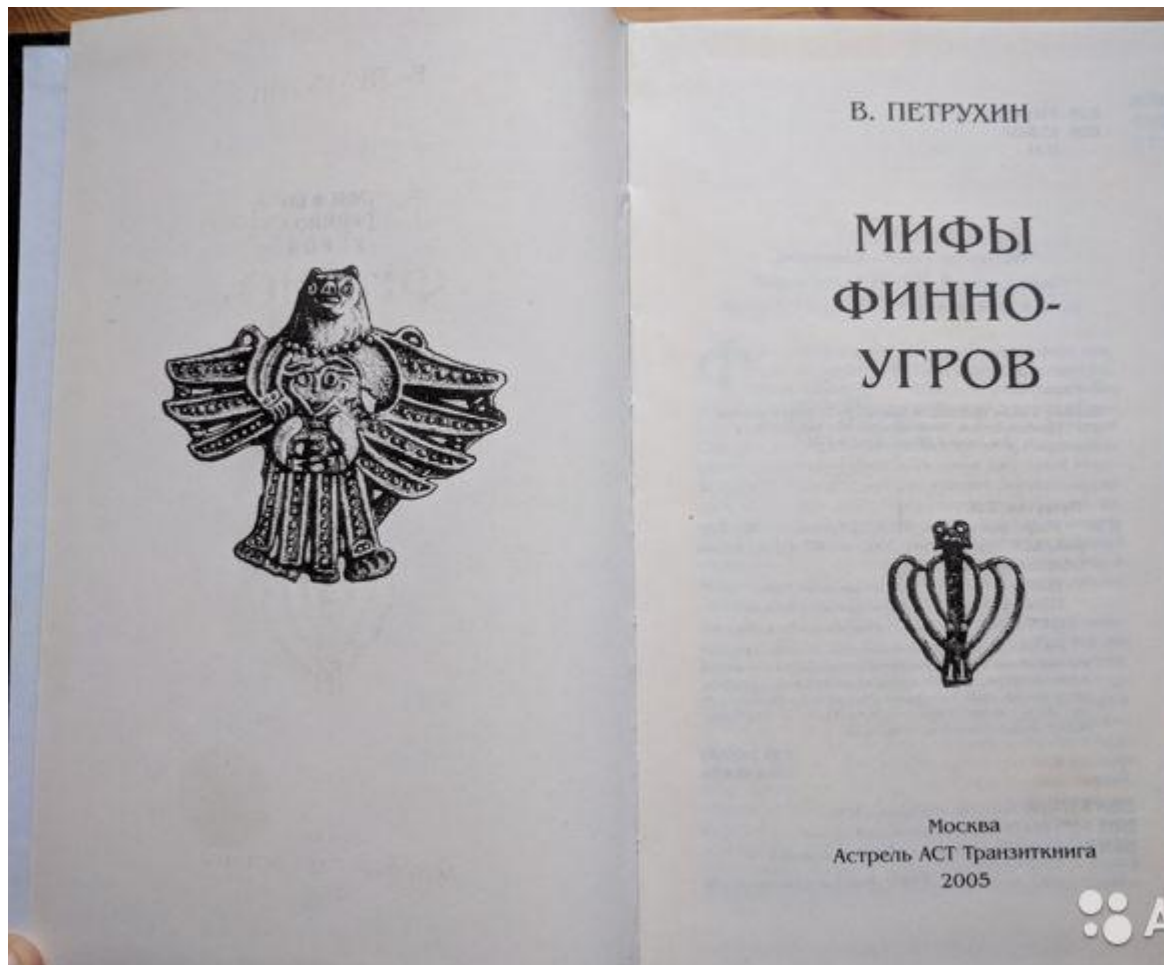 В. ПЕТРУХИН
МИФЫ
ФИННО-
УГРОВ
Москва
Астрель АСТ Транзиткнига
2005